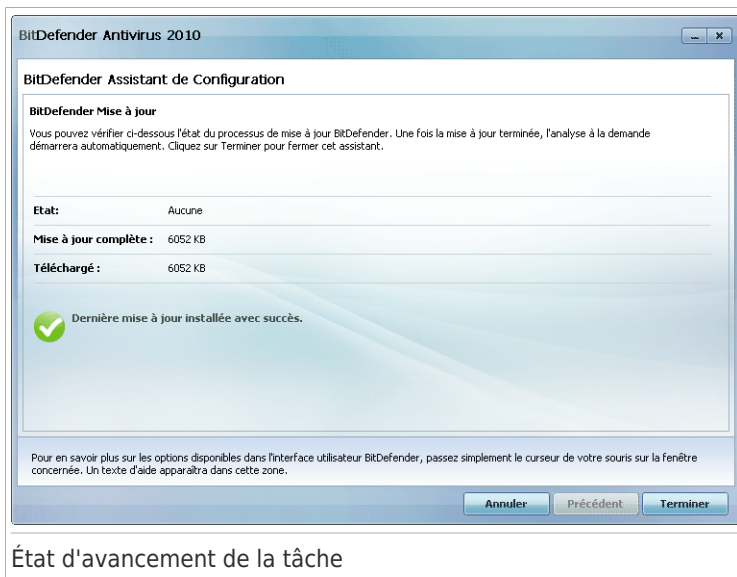 BitDefender Antivirus 2010
BitDefender Assistant de Configuration
BitDefender Mise à jour
Vous pouvez vérifier ci-dessous l'état du processus de mise à jour BitDefender. Une fois la mise à jour terminée, l'analyse à la demande
démarrera automatiquement. Cliquez sur Terminer pour fermer cet assistant.
Etat: Aucune
Mise à jour complète : 6052 KB
Téléchargé : 6052 KB
Dernière mise à jour installée avec succès.
Pour en savoir plus sur les options disponibles dans l'interface utilisateur BitDefender, passez simplement le curseur de votre souris sur la fenêtre
concernée. Un texte d'aide apparaîtra dans cette zone.
Annuler Précédent Terminer
État d'avancement de la tâche